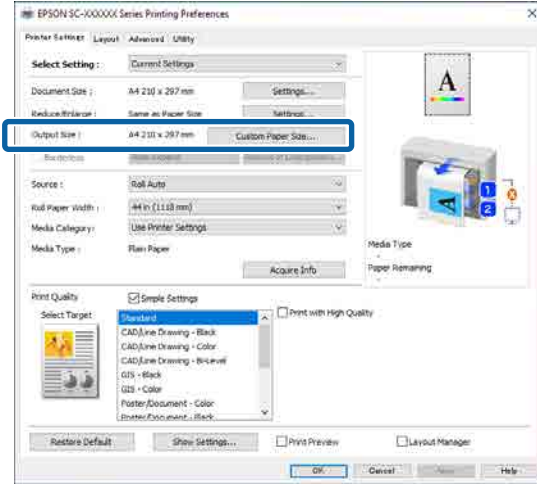 EPSON SC-XXXXXX Series Printing Preferences
Printer Settings Layout Advanced Utility
Select Setting : Current Settings
Document Size : A4 210 x 297 mm Settings...
Reduce/Enlarge : Same as Paper Size Settings...
Output Size : A4 210 x 297 mm Custom Paper Size...
Borderless
Source : Roll Auto
Roll Paper Width : 44 in (1118 mm)
Media Category: Use Printer Settings
Media Type : Plain Paper
Acquire Info
A
A
1
2
Media Type
-
Paper Remaining
-
Print Quality Simple Settings
Select Target
Standard
CAD/Line Drawing - Black
CAD/Line Drawing - Color
CAD/Line Drawing - Bi-Level
GIS - Black
GIS - Color
Poster/Document - Color
Poster/Document - Black
Print with High Quality
Restore Default Show Settings... Print Preview Layout Manager
OK Cancel Apply Help